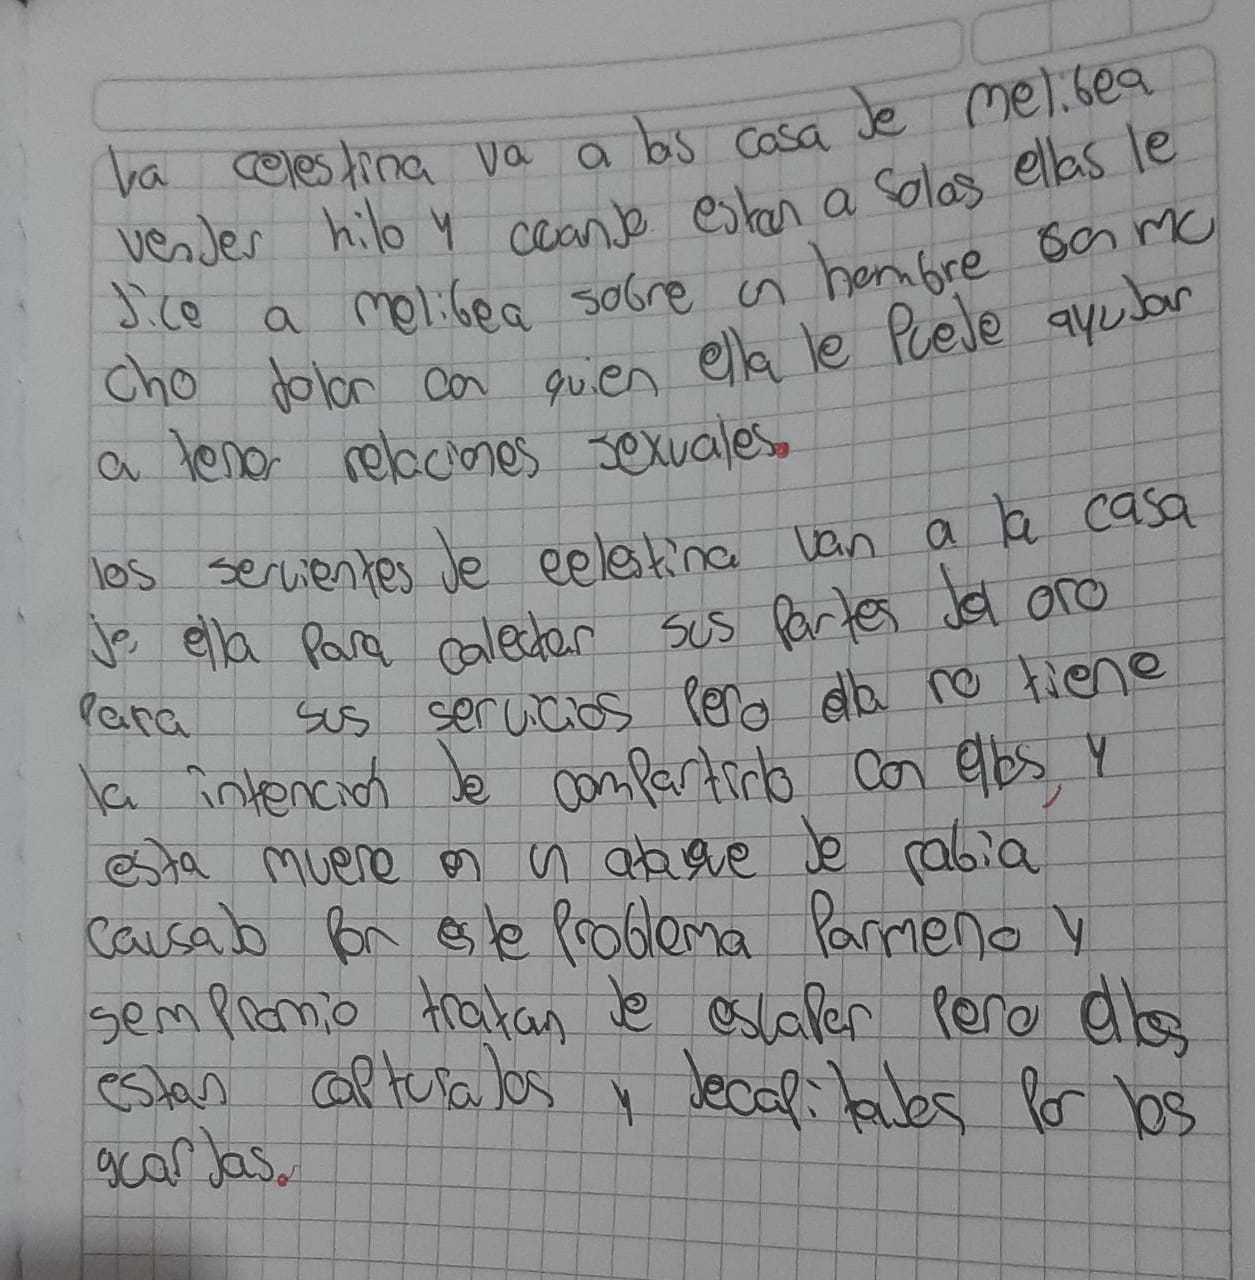 La celestina va a las casa de melibea
vender hilo y cuando estan a solas ellas le
dice a melibea sobre un hombre con mu
cho dolor con quien ella le Puede ayudar
a tener relaciones sexuales.
los servientes de celestina van a la casa
de ella Para colectar sus Partes del oro
Para sus servicios Pero ella no tiene
la intención de comPartirlo con ellos, y
esta muere en un ataque de rabia
causado Por este Problema Parmeno y
semPronio tratan de escaPar Pero ellos
estan caPturados y decaPitados Por los
guardas.